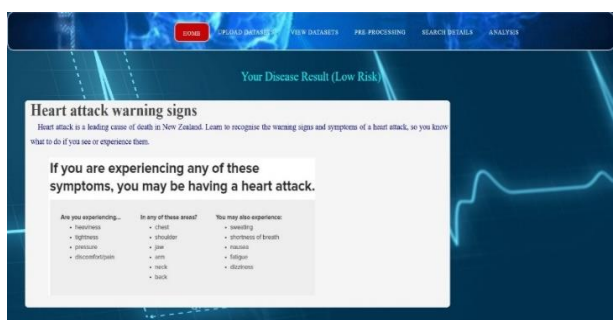 HOME UPLOAD DATASETS VIEW DATASETS PRE-PROCESSING SEARCH DETAILS ANALYSIS
Your Disease Result (Low Risk)
Heart attack warning signs
Heart attack is a leading cause of death in New Zealand. Learn to recognise the warning signs and symptoms of a heart attack, so you know
what to do if you see or experience them.
If you are experiencing any of these
symptoms, you may be having a heart attack.
Are you experiencing... In any of these areas? You may also experience:
• heaviness • chest • sweating
• tightness • shoulder • shortness of breath
• pressure • jaw • nausea
• discomfort/pain • arm • fatigue
• neck • dizziness
• back